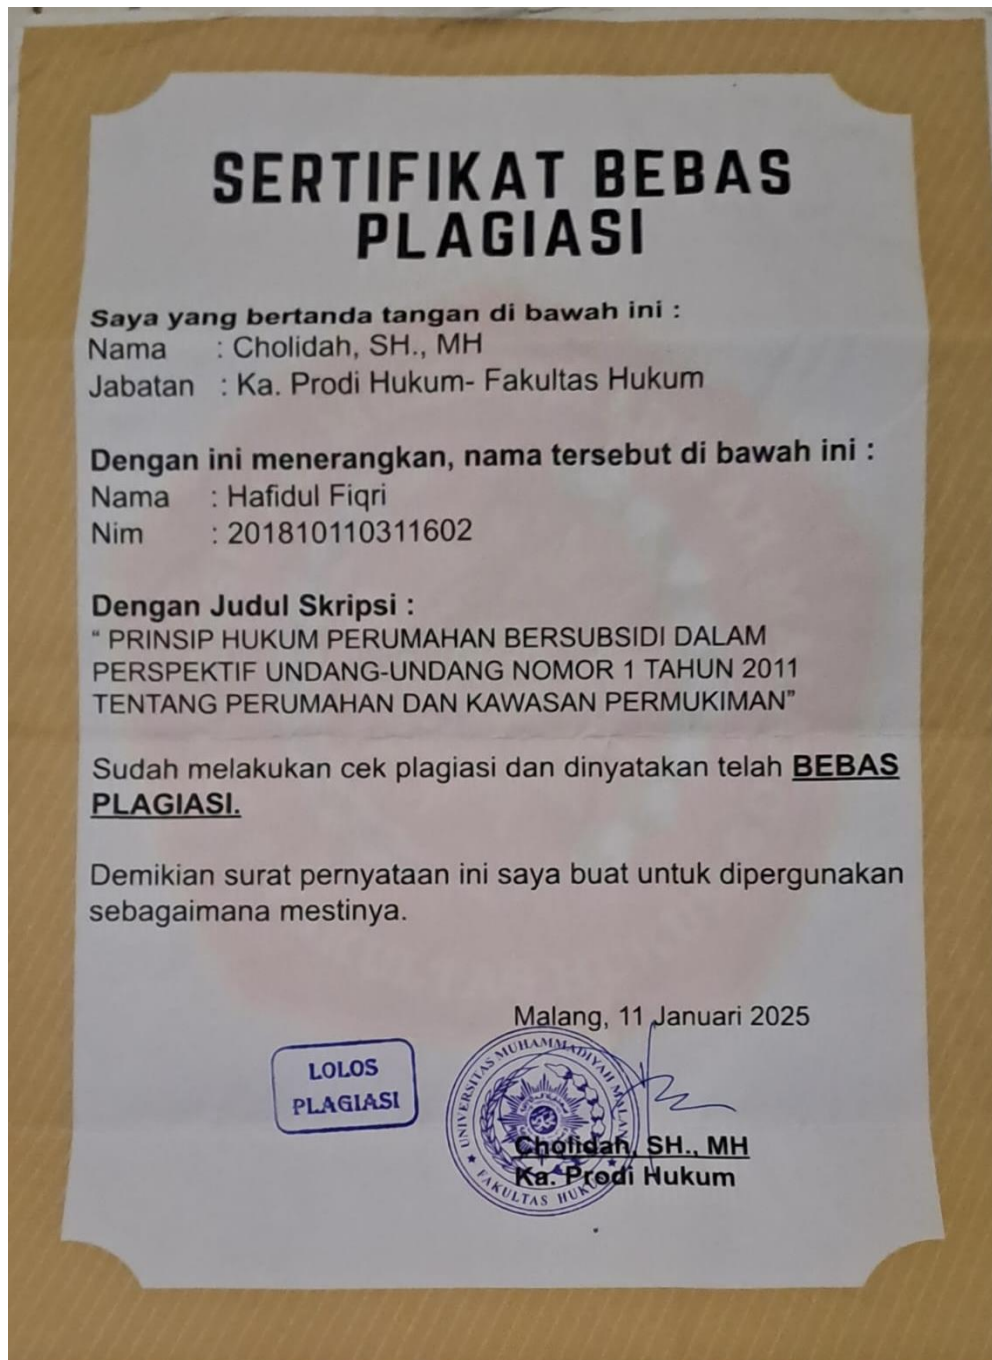 SERTIFIKAT BEBAS
PLAGIASI
Saya yang bertanda tangan di bawah ini :
Nama : Cholidah, SH., MH
Jabatan : Ka. Prodi Hukum- Fakultas Hukum
Dengan ini menerangkan, nama tersebut di bawah ini :
Nama : Hafidul Fiqri
Nim : 201810110311602
Dengan Judul Skripsi :
“ PRINSIP HUKUM PERUMAHAN BERSUBSIDI DALAM
PERSPEKTIF UNDANG-UNDANG NOMOR 1 TAHUN 2011
TENTANG PERUMAHAN DAN KAWASAN PERMUKIMAN”
Sudah melakukan cek plagiasi dan dinyatakan telah BEBAS
PLAGIASI.
Demikian surat pernyataan ini saya buat untuk dipergunakan
sebagaimana mestinya.
Malang, 11 Januari 2025
LOLOS
PLAGIASI
UNIVERSITAS MUHAMMADIYAH MALANG
FAKULTAS HUKUM
Cholidah, SH., MH
Ka. Prodi Hukum